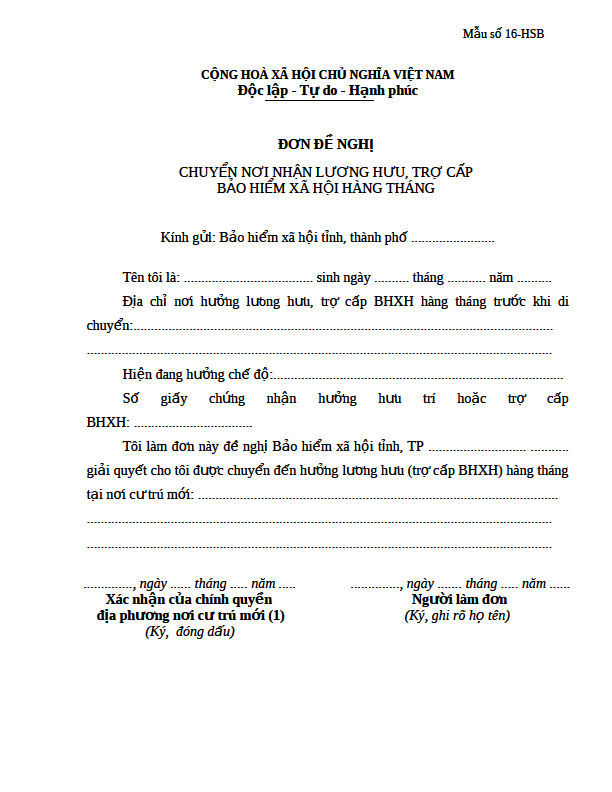 Mẫu số 16-HSB
CỘNG HOÀ XÃ HỘI CHỦ NGHĨA VIỆT NAM
Độc lập - Tự do - Hạnh phúc
ĐƠN ĐỀ NGHỊ
CHUYỂN NƠI NHẬN LƯƠNG HƯU, TRỢ CẤP
BẢO HIỂM XÃ HỘI HÀNG THÁNG
Kính gửi: Bảo hiểm xã hội tỉnh, thành phố ........................
Tên tôi là: ..................................... sinh ngày .......... tháng ........... năm ..........
Địa chỉ nơi hưởng lương hưu, trợ cấp BHXH hàng tháng trước khi di
chuyển:........................................................................................................................
.....................................................................................................................................
Hiện đang hưởng chế độ:...................................................................................
Số giấy chứng nhận hưởng hưu trí hoặc trợ cấp
BHXH: ..................................
Tôi làm đơn này đề nghị Bảo hiểm xã hội tỉnh, TP ............................ ...........
giải quyết cho tôi được chuyển đến hưởng lương hưu (trợ cấp BHXH) hàng tháng
tại nơi cư trú mới: .......................................................................................................
.....................................................................................................................................
.....................................................................................................................................
.............., ngày ...... tháng ..... năm .....
Xác nhận của chính quyền
địa phương nơi cư trú mới (1)
(Ký, đóng dấu)
.............., ngày ....... tháng ..... năm ......
Người làm đơn
(Ký, ghi rõ họ tên)